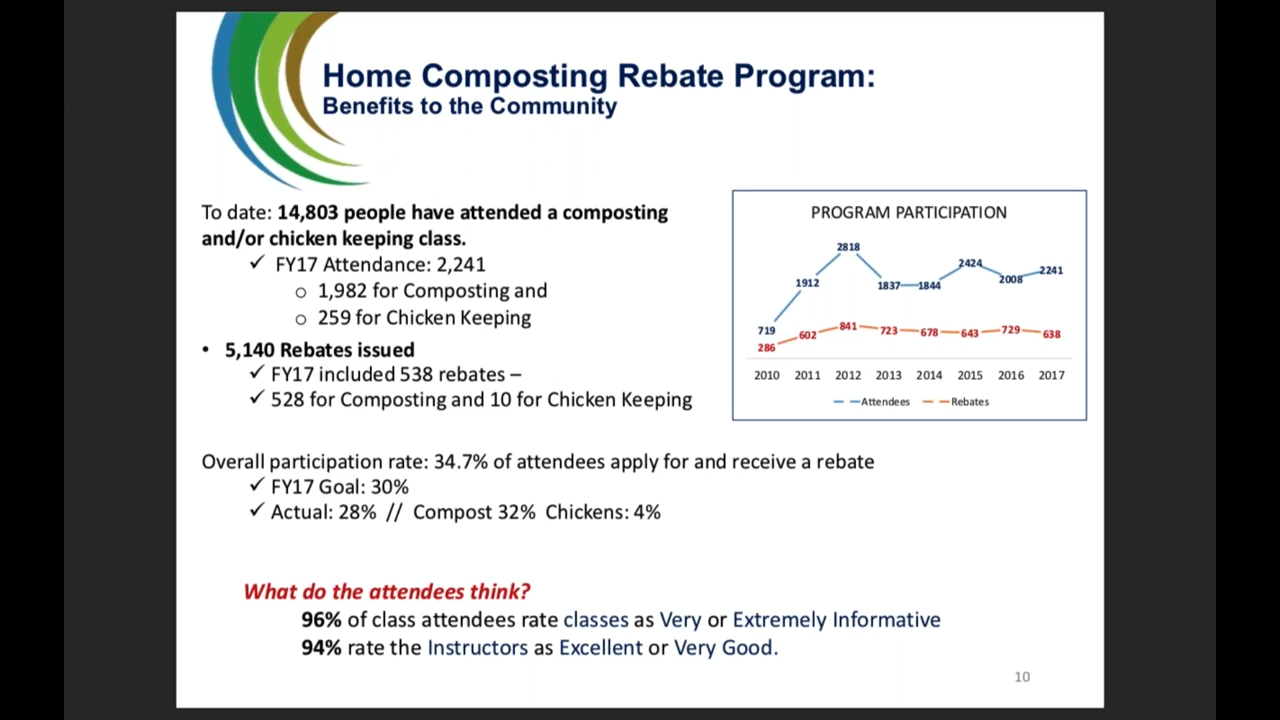 Home Composting Rebate Program:
Benefits to the Community
To date: 14,803 people have attended a composting
and/or chicken keeping class.
✓ FY17 Attendance: 2,241
o 1,982 for Composting and
o 259 for Chicken Keeping
• 5,140 Rebates issued
✓ FY17 included 538 rebates –
✓ 528 for Composting and 10 for Chicken Keeping
PROGRAM PARTICIPATION
719 1912 2818 1837 1844 2424 2008 2241
286 602 841 723 678 643 729 638
2010 2011 2012 2013 2014 2015 2016 2017
Attendees Rebates
Overall participation rate: 34.7% of attendees apply for and receive a rebate
✓ FY17 Goal: 30%
✓ Actual: 28% // Compost 32% Chickens: 4%
What do the attendees think?
96% of class attendees rate classes as Very or Extremely Informative
94% rate the Instructors as Excellent or Very Good.
10